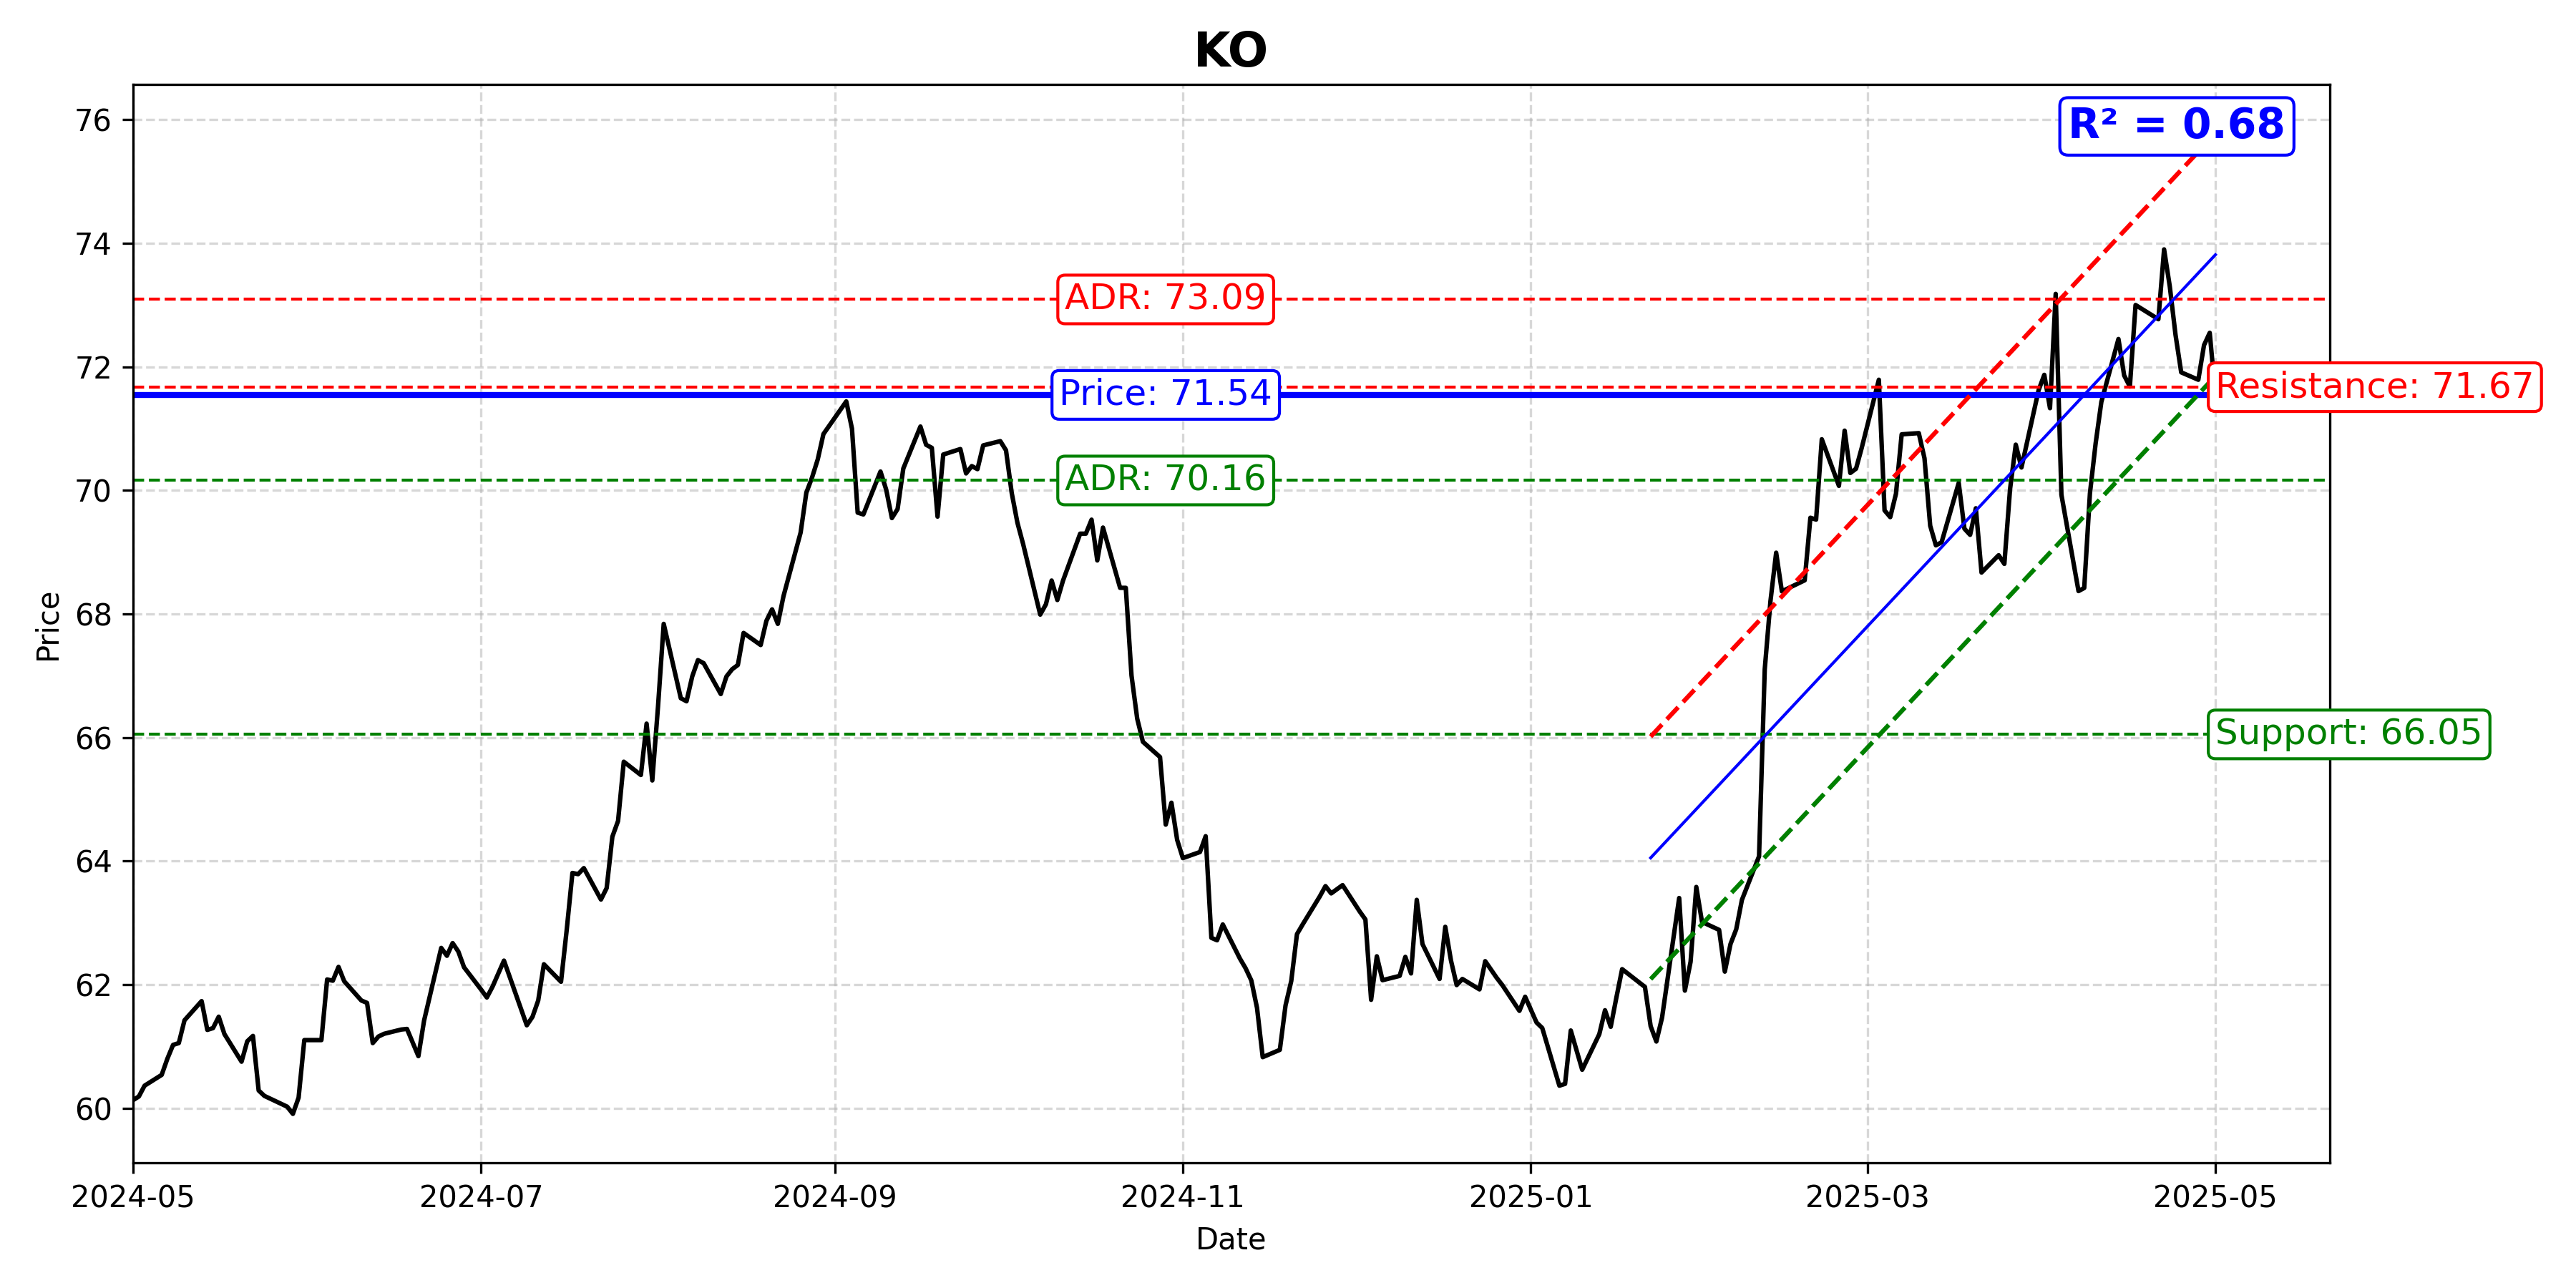 KO
R² = 0.68
76
74
72
70
68
66
64
62
60
Price
ADR: 73.09
Price: 71.54
Resistance: 71.67
ADR: 70.16
Support: 66.05
2024-05
2024-07
2024-09
2024-11
2025-01
2025-03
2025-05
Date